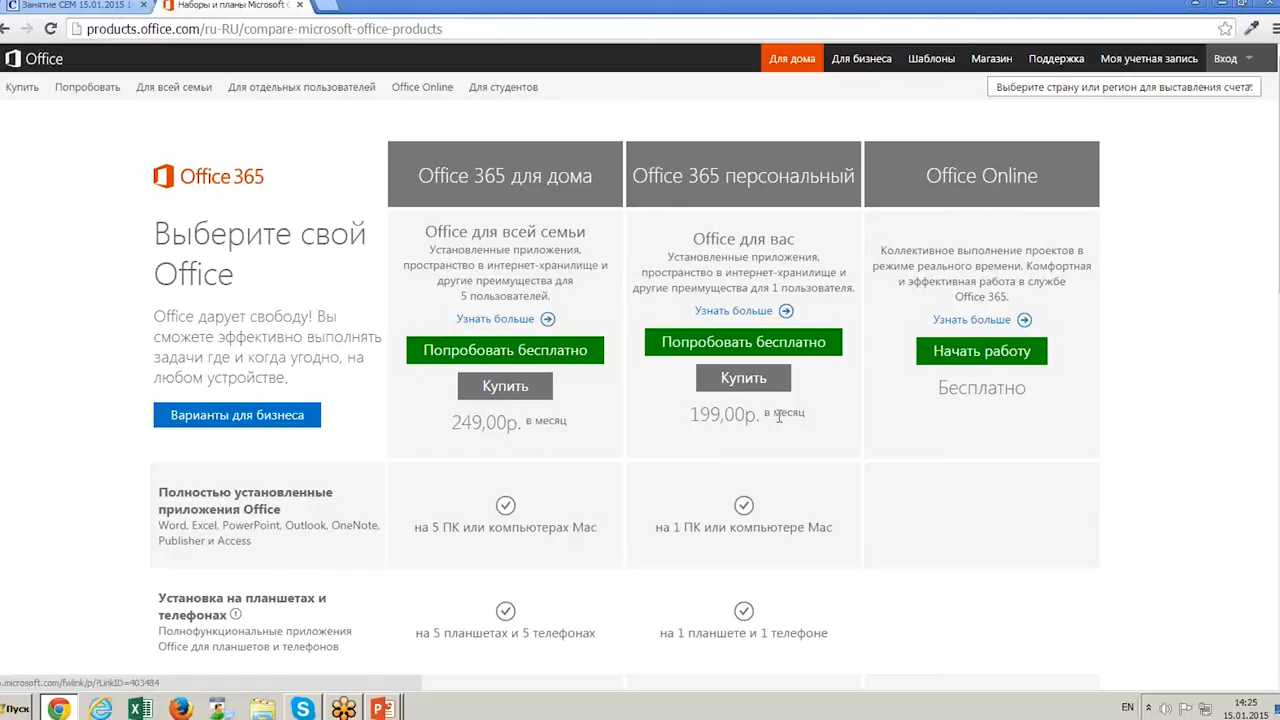 Занятие СЕМ 15.01.2015
Наборы и планы Microsoft
products.office.com/ru-RU/compare-microsoft-office-products
Office
Для дома
Для бизнеса
Шаблоны
Магазин
Поддержка
Моя учетная запись
Вход
Купить
Попробовать
Для всей семьи
Для отдельных пользователей
Office Online
Для студентов
Выберите страну или регион для выставления счета:
Office 365
Выберите свой
Office
Office дарует свободу! Вы
сможете эффективно выполнять
задачи где и когда угодно, на
любом устройстве.
Варианты для бизнеса
Office 365 для дома
Office для всей семьи
Установленные приложения,
пространство в интернет-хранилище и
другие преимущества для
5 пользователей.
Узнать больше
Попробовать бесплатно
Купить
249,00р. в месяц
Office 365 персональный
Office для вас
Установленные приложения,
пространство в интернет-хранилище и
другие преимущества для 1 пользователя.
Узнать больше
Попробовать бесплатно
Купить
199,00р. в месяц
Office Online
Коллективное выполнение проектов в
режиме реального времени. Комфортная
и эффективная работа в службе
Office 365.
Узнать больше
Начать работу
Бесплатно
Полностью установленные
приложения Office
Word, Excel, PowerPoint, Outlook, OneNote,
Publisher и Access
на 5 ПК или компьютерах Mac
на 1 ПК или компьютере Mac
Установка на планшетах и
телефонах
Полнофункциональные приложения
Office для планшетов и телефонов
на 5 планшетах и 5 телефонах
на 1 планшете и 1 телефоне
.microsoft.com/fwlink/p/?LinkID=403484
Пуск
EN
14:25
15.01.2015